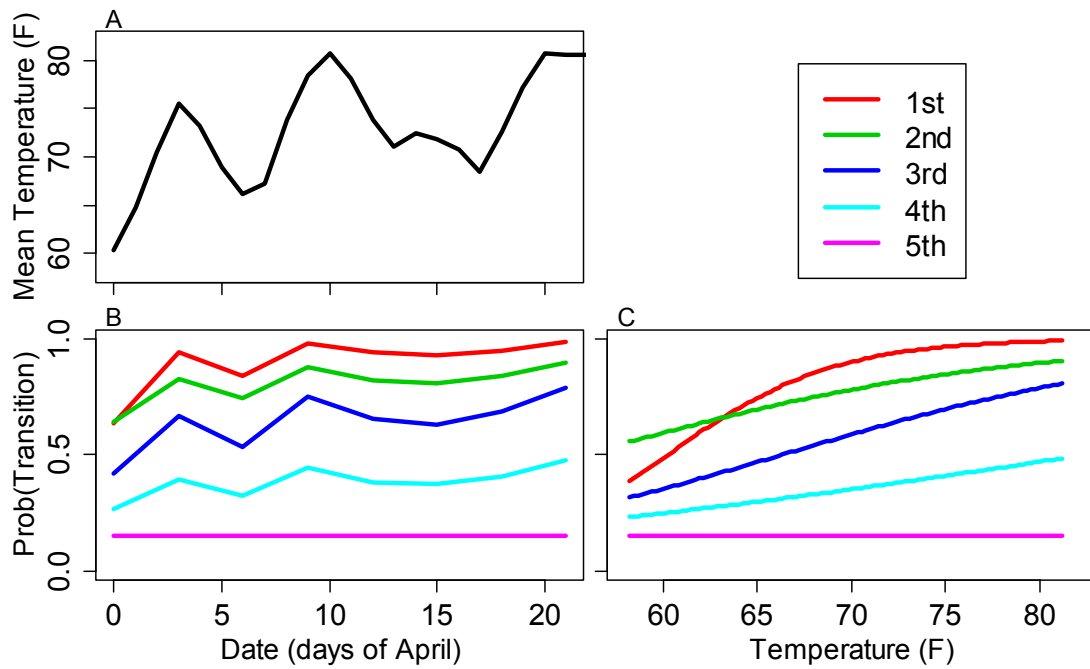 A
Mean Temperature (F)
60
70
80
1st
2nd
3rd
4th
5th
B
Prob(Transition)
0.0
0.5
1.0
0
5
10
15
20
Date (days of April)
C
60
65
70
75
80
Temperature (F)